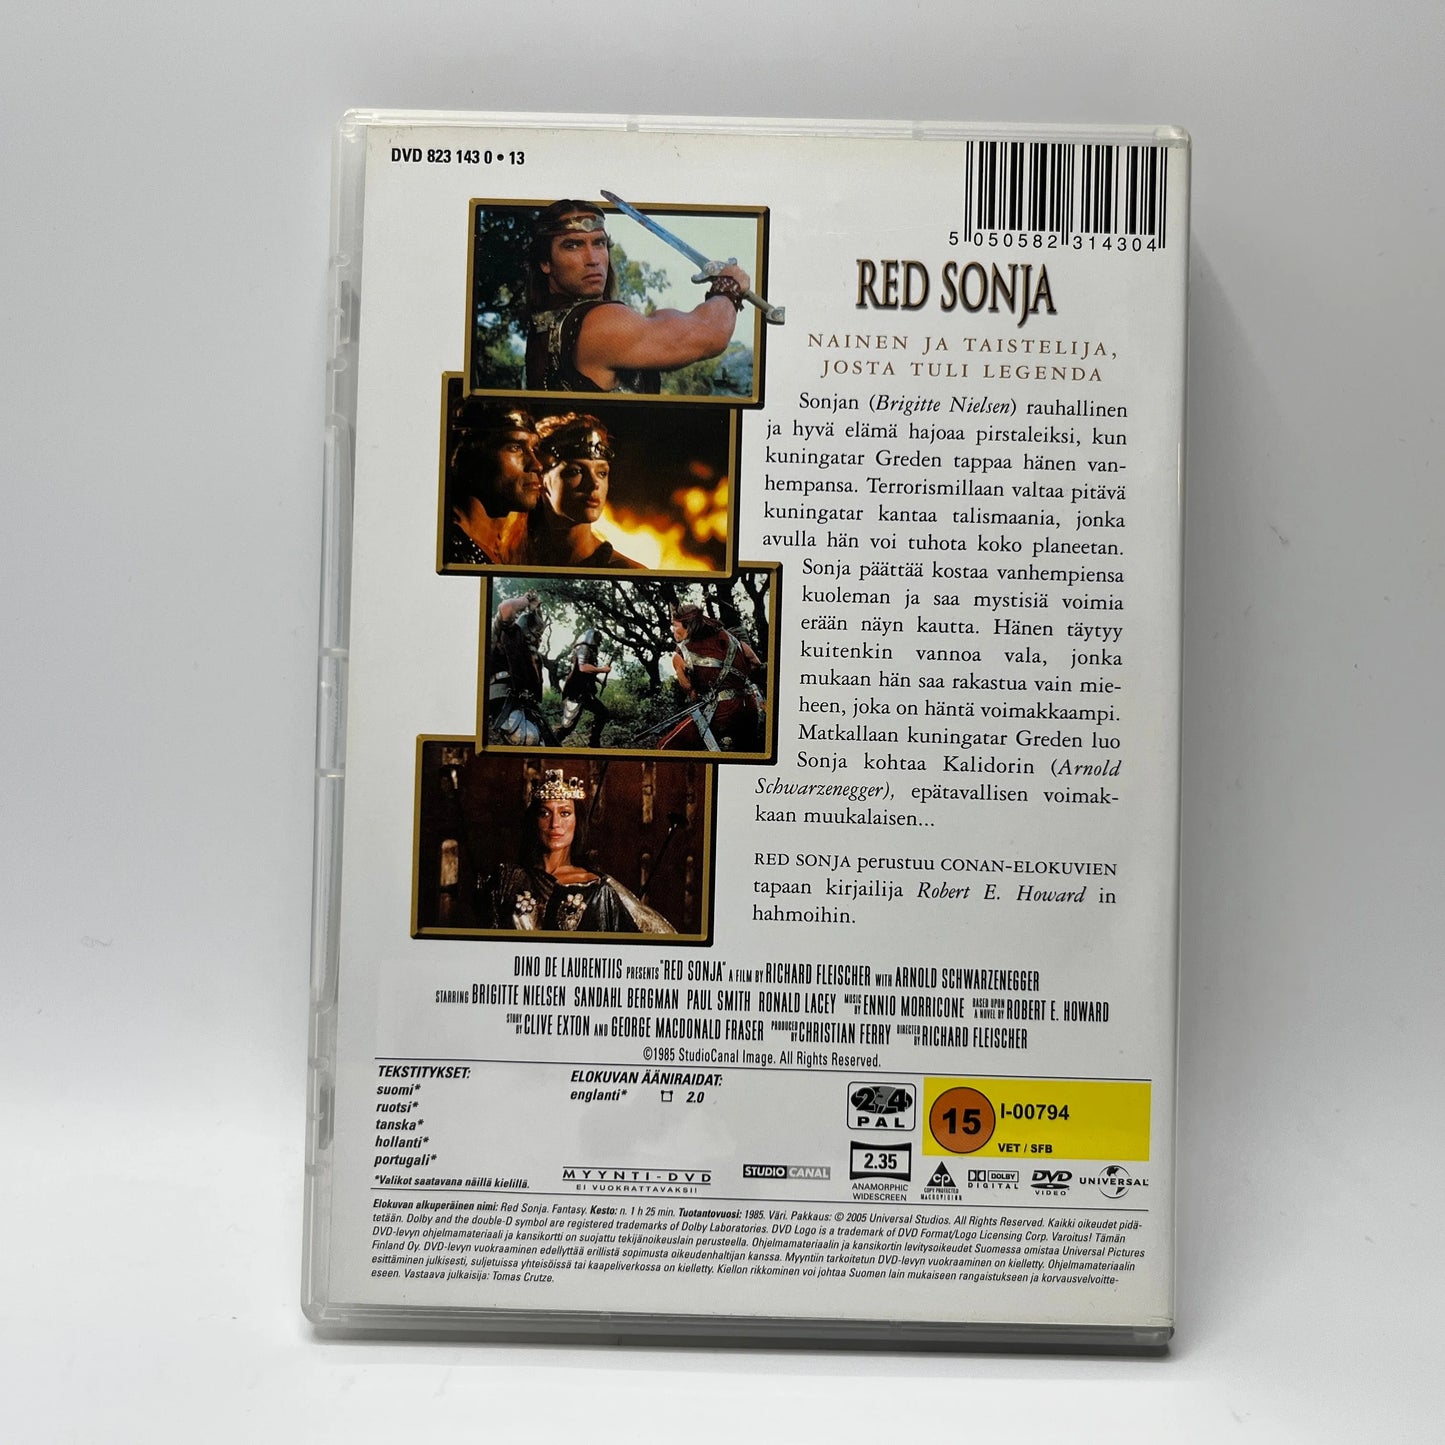 DVD 823 143 0 • 13
5 050582 314304
RED SONJA
NAINEN JA TAISTELIJA,
JOSTA TULI LEGENDA
Sonjan (Brigitte Nielsen) rauhallinen
ja hyvä elämä hajoaa pirstaleiksi, kun
kuningatar Greden tappaa hänen van-
hempansa. Terrorismillaan valtaa pitävä
kuningatar kantaa talismaania, jonka
avulla hän voi tuhota koko planeetan.
Sonja päättää kostaa vanhempiensa
kuoleman ja saa mystisiä voimia
erään näyn kautta. Hänen täytyy
kuitenkin vannoa vala, jonka
mukaan hän saa rakastua vain mie-
heen, joka on häntä voimakkaampi.
Matkallaan kuningatar Greden luo
Sonja kohtaa Kalidorin (Arnold
Schwarzenegger), epätavallisen voimak-
kaan muukalaisen...
RED SONJA perustuu CONAN-ELOKUVIEN
tapaan kirjailija Robert E. Howard in
hahmoihin.
DINO DE LAURENTIIS PRESENTS "RED SONJA" A FILM BY RICHARD FLEISCHER WITH ARNOLD SCHWARZENEGGER
STARRING BRIGITTE NIELSEN SANDAHL BERGMAN PAUL SMITH RONALD LACEY MUSIC BY ENNIO MORRICONE BASED UPON A NOVEL BY ROBERT E. HOWARD
STORY BY CLIVE EXTON AND GEORGE MACDONALD FRASER PRODUCED BY CHRISTIAN FERRY DIRECTED BY RICHARD FLEISCHER
©1985 StudioCanal Image. All Rights Reserved.
TEKSTITYKSET:
suomi*
ruotsi*
tanska*
hollanti*
portugali*
*Valikot saatavana näillä kielillä.
ELOKUVAN ÄÄNIRAIDAT:
englanti* 2.0
MYYNTI-DVD
EI VUOKRATTAVAKSI!
STUDIO CANAL
2 4
PAL
2.35
ANAMORPHIC
WIDESCREEN
15 I-00794
VET / SFB
CP
COPY PROTECTED
MACROVISION
DOLBY
DIGITAL
DVD
VIDEO
UNIVERSAL
Elokuvan alkuperäinen nimi: Red Sonja. Fantasy. Kesto: n. 1 h 25 min. Tuotantovuosi: 1985. Väri. Pakkaus: © 2005 Universal Studios. All Rights Reserved. Kaikki oikeudet pidä-
tetään. Dolby and the double-D symbol are registered trademarks of Dolby Laboratories. DVD Logo is a trademark of DVD Format/Logo Licensing Corp. Varoitus! Tämän
DVD-levyn ohjelmamateriaali ja kansikortti on suojattu tekijänoikeuslain perusteella. Ohjelmamateriaalin ja kansikortin levitysoikeudet Suomessa omistaa Universal Pictures
Finland Oy. DVD-levyn vuokraaminen edellyttää erillistä sopimusta oikeudenhaltijan kanssa. Myyntiin tarkoitetun DVD-levyn vuokraaminen on kielletty. Ohjelmamateriaalin
esittäminen julkisesti, suljetuissa yhteisöissä tai kaapeliverkossa on kielletty. Kiellon rikkominen voi johtaa Suomen lain mukaiseen rangaistukseen ja korvausvelvoitte-
eseen. Vastaava julkaisija: Tomas Crutze.